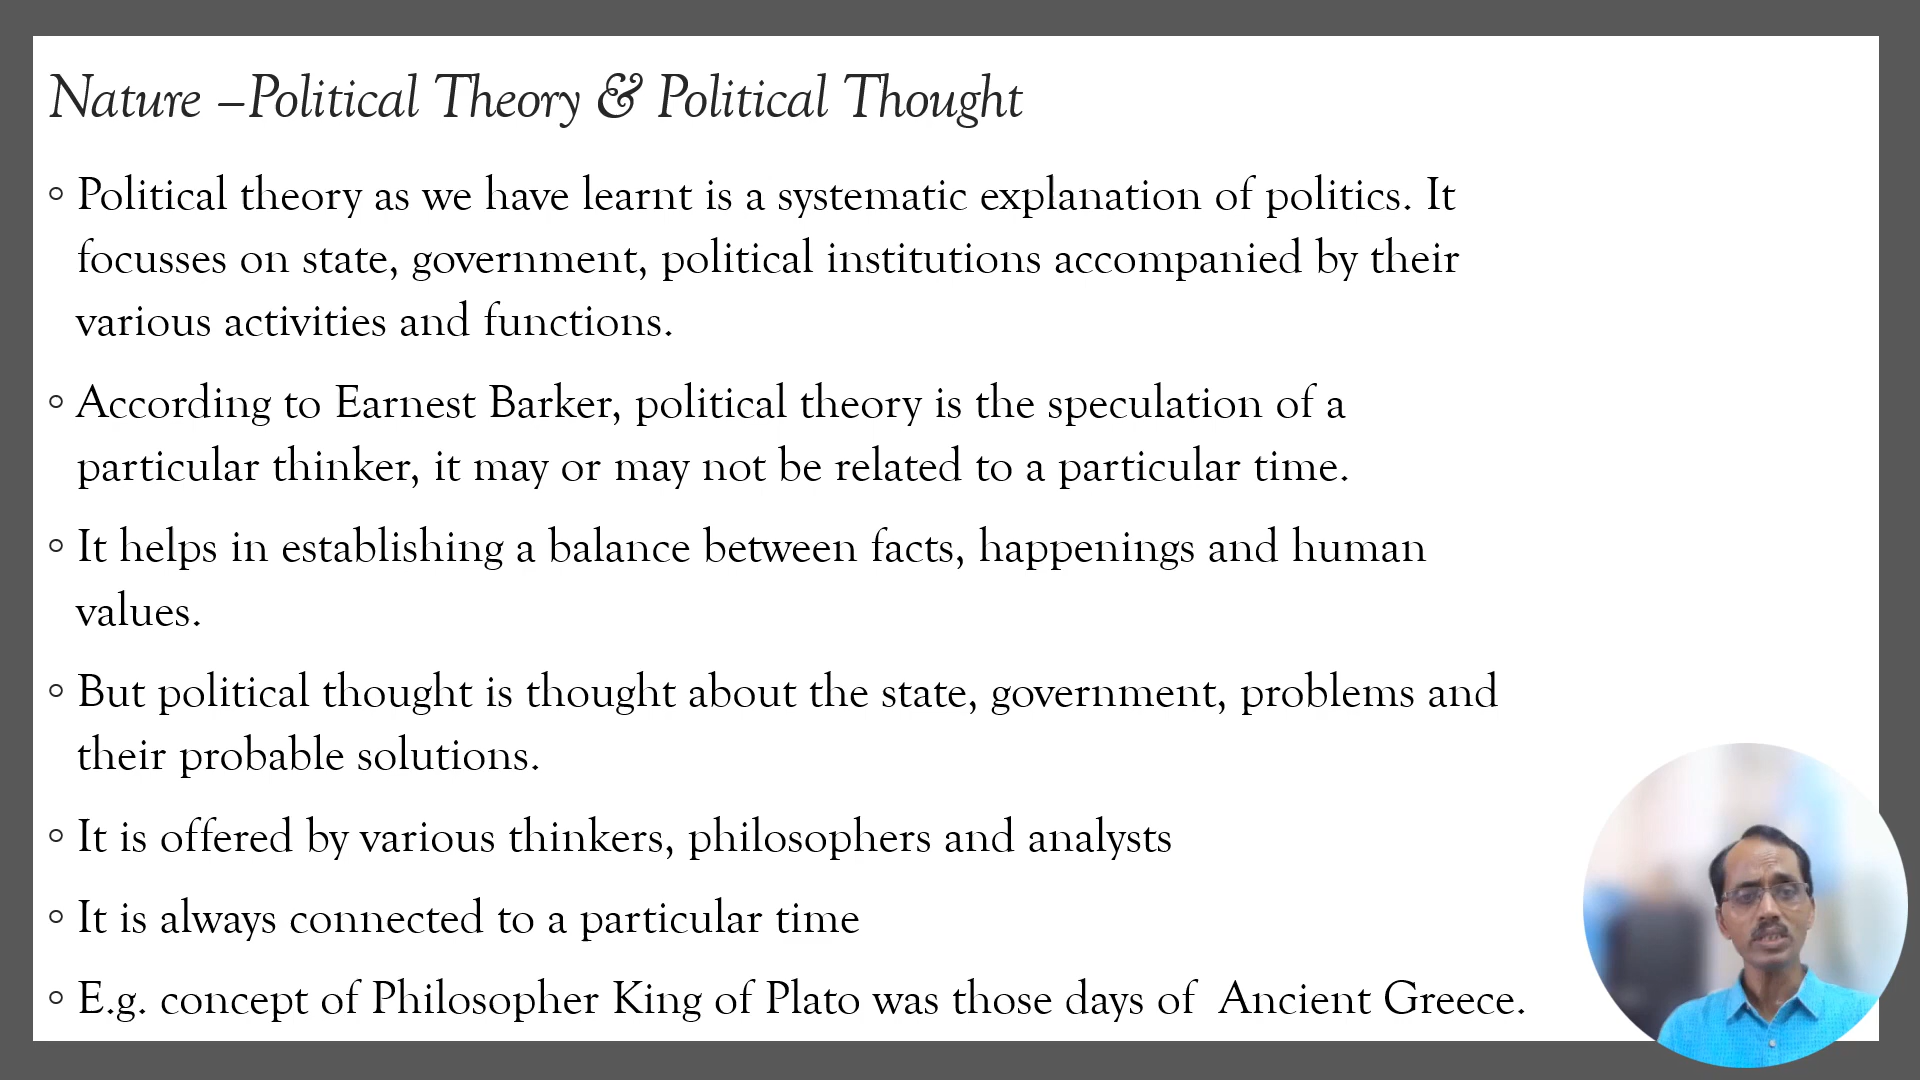 Nature –Political Theory & Political Thought
◦ Political theory as we have learnt is a systematic explanation of politics. It
focusses on state, government, political institutions accompanied by their
various activities and functions.
◦ According to Earnest Barker, political theory is the speculation of a
particular thinker, it may or may not be related to a particular time.
◦ It helps in establishing a balance between facts, happenings and human
values.
◦ But political thought is thought about the state, government, problems and
their probable solutions.
◦ It is offered by various thinkers, philosophers and analysts
◦ It is always connected to a particular time
◦ E.g. concept of Philosopher King of Plato was those days of  Ancient Greece.